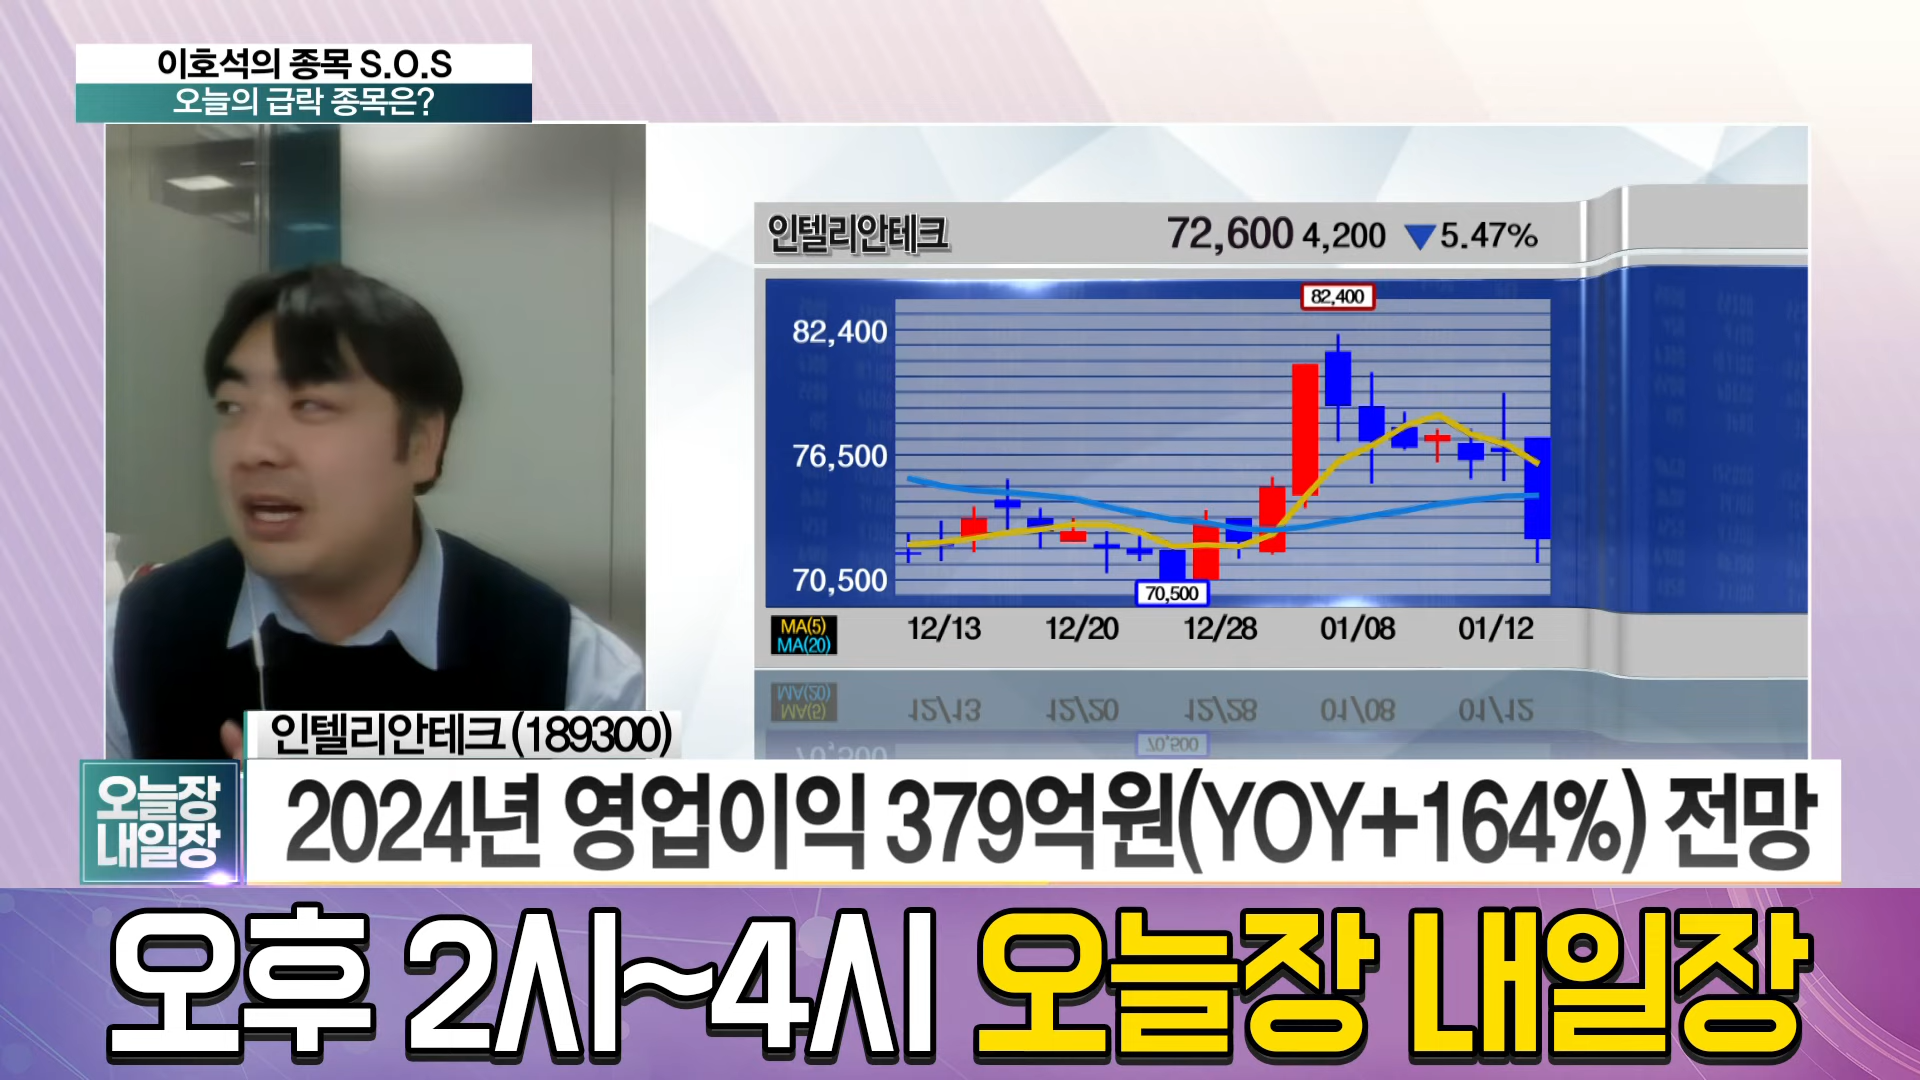 이호석의 종목 S.O.S
오늘의 급락 종목은?
인텔리안테크 72,600 4,200 ▼5.47%
82,400
82,400
76,500
70,500
70,500
MA(5)
MA(20)
12/13 12/20 12/28 01/08 01/12
인텔리안테크(189300)
오늘장
내일장
2024년 영업이익 379억원(YOY+164%) 전망
오후 2시~4시 오늘장 내일장